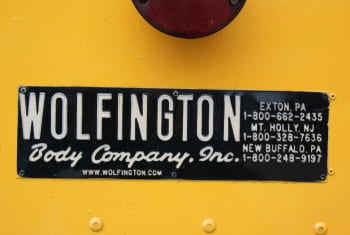 WOLFINGTON
Body Company, Inc.
WWW.WOLFINGTON.COM
EXTON, PA
1-800-662-2435
MT. HOLLY, NJ
1-800-328-7636
NEW BUFFALO, PA
1-800-248-9197